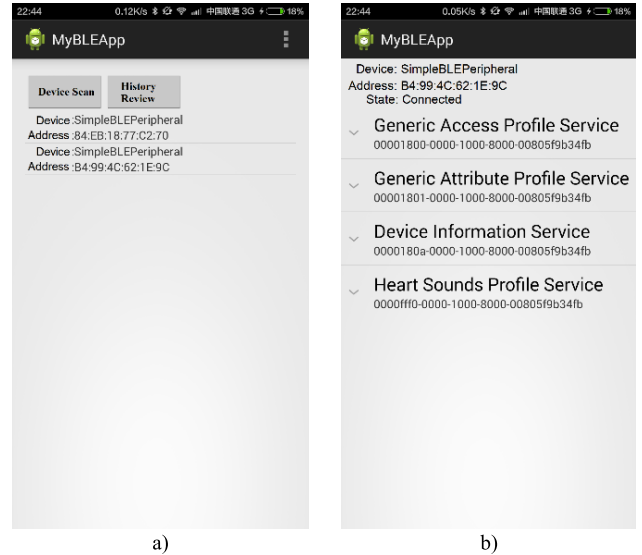 22:44 0.12K/s 中国联通 3G 18%
MyBLEApp
Device Scan
History
Review
Device :SimpleBLEPeripheral
Address :84:EB:18:77:C2:70
Device :SimpleBLEPeripheral
Address :B4:99:4C:62:1E:9C
a)
22:44 0.05K/s 中国联通 3G 18%
MyBLEApp
Device: SimpleBLEPeripheral
Address: B4:99:4C:62:1E:9C
State: Connected
Generic Access Profile Service
00001800-0000-1000-8000-00805f9b34fb
Generic Attribute Profile Service
00001801-0000-1000-8000-00805f9b34fb
Device Information Service
0000180a-0000-1000-8000-00805f9b34fb
Heart Sounds Profile Service
0000fff0-0000-1000-8000-00805f9b34fb
b)